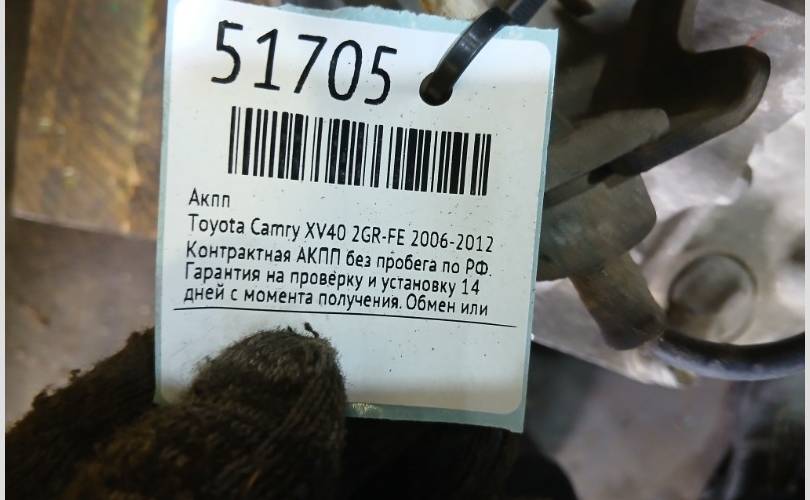 51705
Акпп
Toyota Camry XV40 2GR-FE 2006-2012
Контрактная АКПП без пробега по РФ.
Гарантия на проверку и установку 14
дней с момента получения. Обмен или